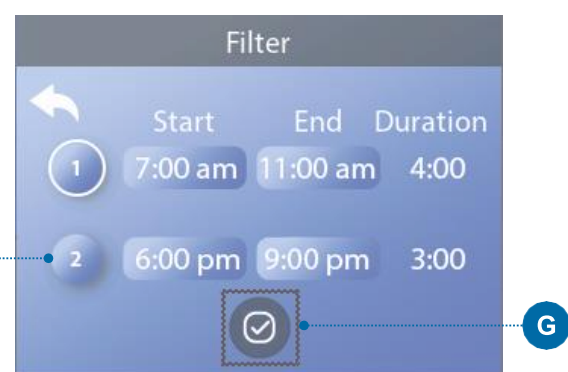 Filter
Start End Duration
1 7:00 am 11:00 am 4:00
2 6:00 pm 9:00 pm 3:00
G